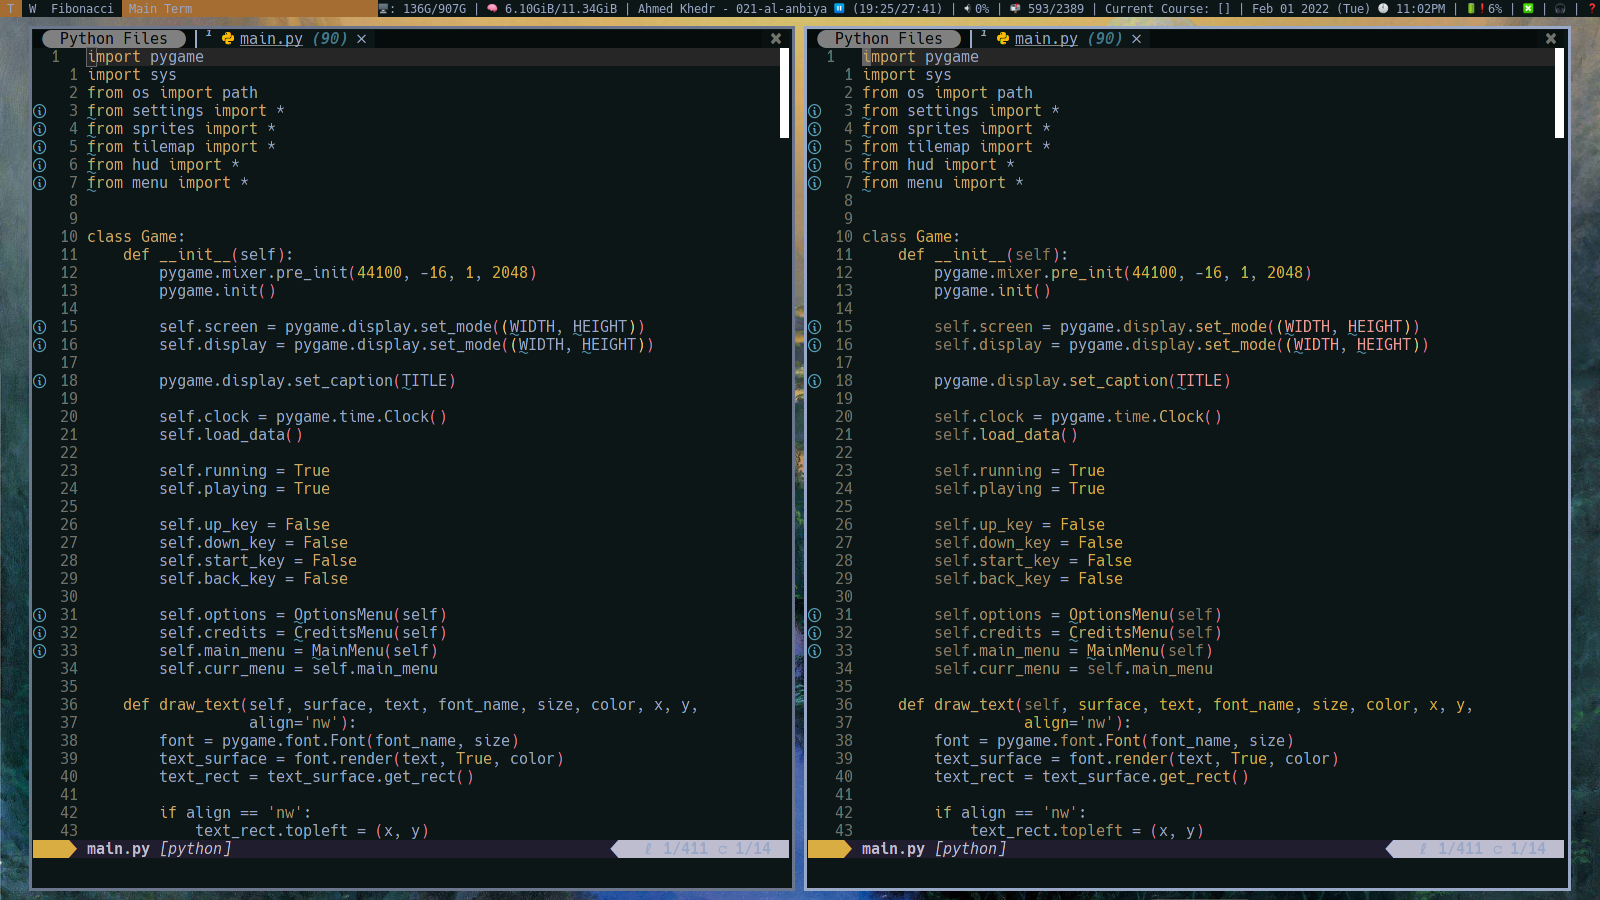 T W Fibonacci Main Term : 136G/907G | 6.10GiB/11.34GiB | Ahmed Khedr - 021-al-anbiya (19:25/27:41) | 0% | 593/2389 | Current Course: [] | Feb 01 2022 (Tue) 11:02PM | 6% | | |
Python Files | 1 main.py (90) ×
1 import pygame
1 import sys
2 from os import path
3 from settings import *
4 from sprites import *
5 from tilemap import *
6 from hud import *
7 from menu import *
8
9
10 class Game:
11     def __init__(self):
12         pygame.mixer.pre_init(44100, -16, 1, 2048)
13         pygame.init()
14
15         self.screen = pygame.display.set_mode((WIDTH, HEIGHT))
16         self.display = pygame.display.set_mode((WIDTH, HEIGHT))
17
18         pygame.display.set_caption(TITLE)
19
20         self.clock = pygame.time.Clock()
21         self.load_data()
22
23         self.running = True
24         self.playing = True
25
26         self.up_key = False
27         self.down_key = False
28         self.start_key = False
29         self.back_key = False
30
31         self.options = OptionsMenu(self)
32         self.credits = CreditsMenu(self)
33         self.main_menu = MainMenu(self)
34         self.curr_menu = self.main_menu
35
36     def draw_text(self, surface, text, font_name, size, color, x, y,
37                   align='nw'):
38         font = pygame.font.Font(font_name, size)
39         text_surface = font.render(text, True, color)
40         text_rect = text_surface.get_rect()
41
42         if align == 'nw':
43             text_rect.topleft = (x, y)
main.py [python] ℓ 1/411 c 1/14
Python Files | 1 main.py (90) ×
1 import pygame
1 import sys
2 from os import path
3 from settings import *
4 from sprites import *
5 from tilemap import *
6 from hud import *
7 from menu import *
8
9
10 class Game:
11     def __init__(self):
12         pygame.mixer.pre_init(44100, -16, 1, 2048)
13         pygame.init()
14
15         self.screen = pygame.display.set_mode((WIDTH, HEIGHT))
16         self.display = pygame.display.set_mode((WIDTH, HEIGHT))
17
18         pygame.display.set_caption(TITLE)
19
20         self.clock = pygame.time.Clock()
21         self.load_data()
22
23         self.running = True
24         self.playing = True
25
26         self.up_key = False
27         self.down_key = False
28         self.start_key = False
29         self.back_key = False
30
31         self.options = OptionsMenu(self)
32         self.credits = CreditsMenu(self)
33         self.main_menu = MainMenu(self)
34         self.curr_menu = self.main_menu
35
36     def draw_text(self, surface, text, font_name, size, color, x, y,
37                   align='nw'):
38         font = pygame.font.Font(font_name, size)
39         text_surface = font.render(text, True, color)
40         text_rect = text_surface.get_rect()
41
42         if align == 'nw':
43             text_rect.topleft = (x, y)
main.py [python] ℓ 1/411 c 1/14